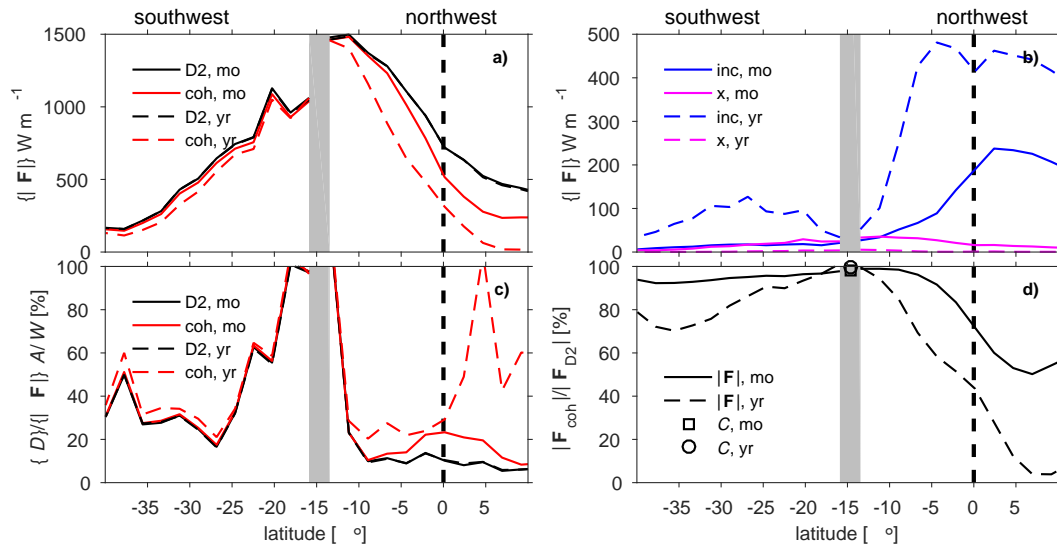 southwest northwest
a)
1500
1000
500
0
{| F|} W m -1
D2, mo
coh, mo
D2, yr
coh, yr
southwest northwest
b)
500
400
300
200
100
0
{| F|} W m -1
inc, mo
x, mo
inc, yr
x, yr
c)
100
80
60
40
20
0
{ D}/{| F|} A/W [%]
D2, mo
coh, mo
D2, yr
coh, yr
-35 -30 -25 -20 -15 -10 -5 0 5
latitude [ °]
d)
100
80
60
40
20
0
|F coh|/| F D2| [%]
|F|, mo
|F|, yr
C, mo
C, yr
-35 -30 -25 -20 -15 -10 -5 0 5
latitude [ °]